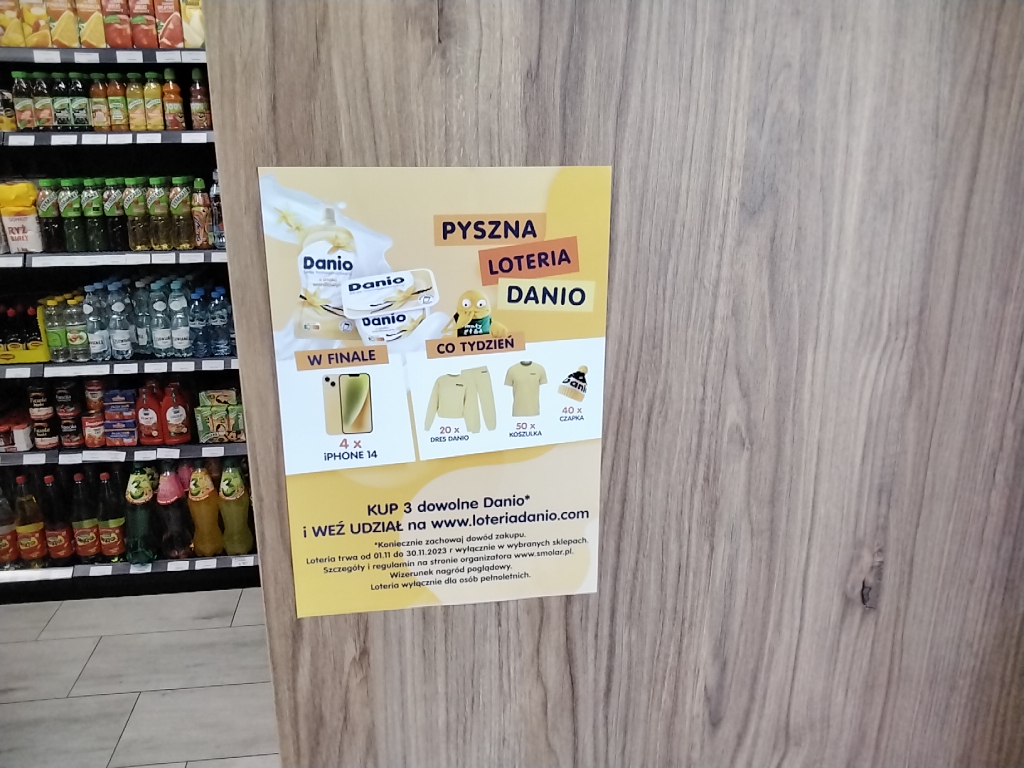 PYSZNA
LOTERIA
DANIO
Danio
Danio
Danio
W FINALE
CO TYDZIEŃ
4 x
iPHONE 14
20 x
DRES DANIO
50 x
KOSZULKA
40 x
CZAPKA
KUP 3 dowolne Danio*
i WEŹ UDZIAŁ na www.loteriadanio.com
*Koniecznie zachowaj dowód zakupu.
Loteria trwa od 01.11 do 30.11.2023 r wyłącznie w wybranych sklepach.
Szczegóły i regulamin na stronie organizatora www.smolar.pl.
Wizerunek nagród poglądowy.
Loteria wyłącznie dla osób pełnoletnich.
RYŻ